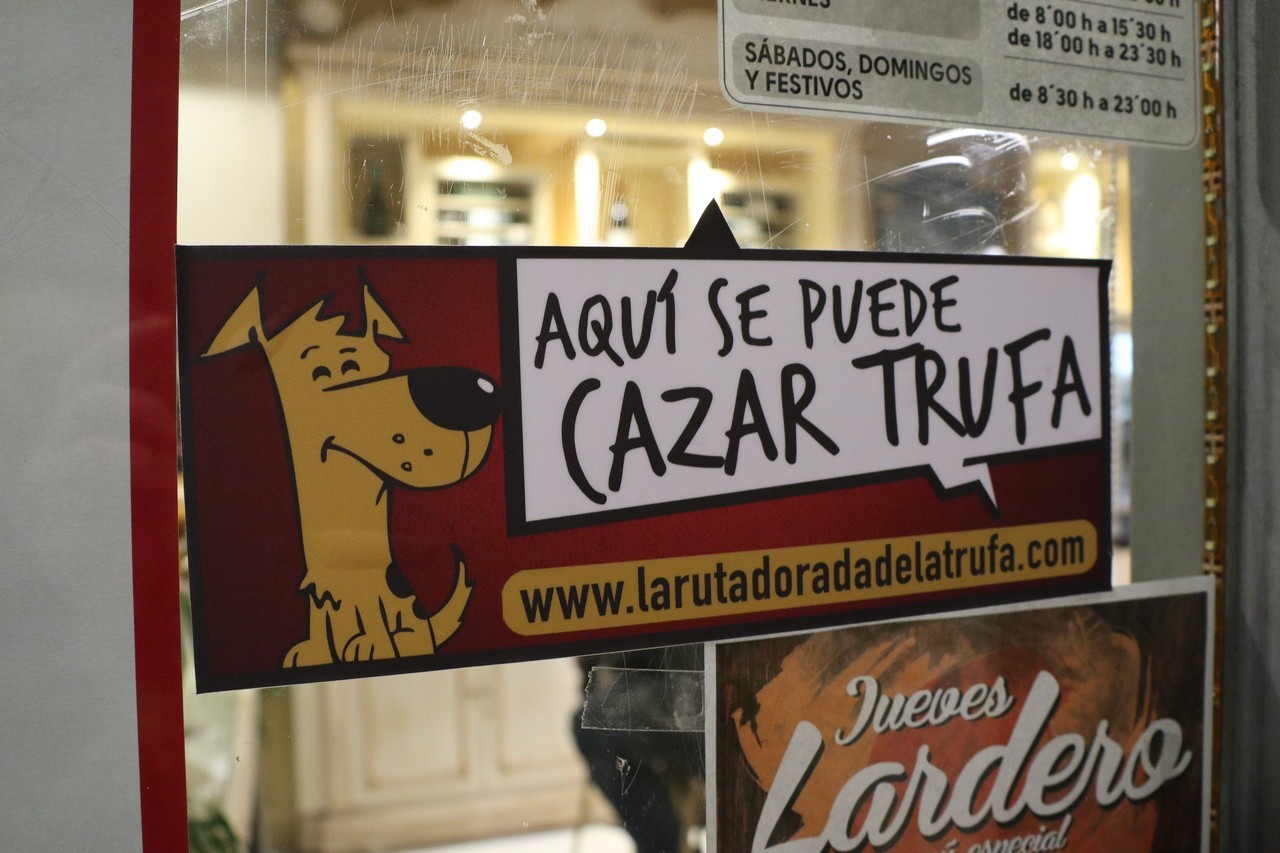 de 8´00 h a 15´30 h
de 18´00 h a 23´30 h
SÁBADOS, DOMINGOS
Y FESTIVOS
de 8´30 h a 23´00 h
AQUÍ SE PUEDE
CAZAR TRUFA
www.larutadoradadelatrufa.com
Jueves
Lardero
especial